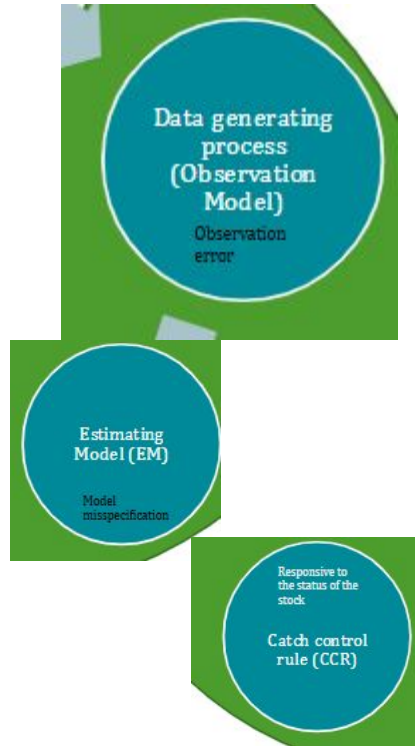 Data generating
process
(Observation
Model)
Observation
error
Estimating
Model (EM)
Model
misspecification
Responsive to
the status of the
stock
Catch control
rule (CCR)